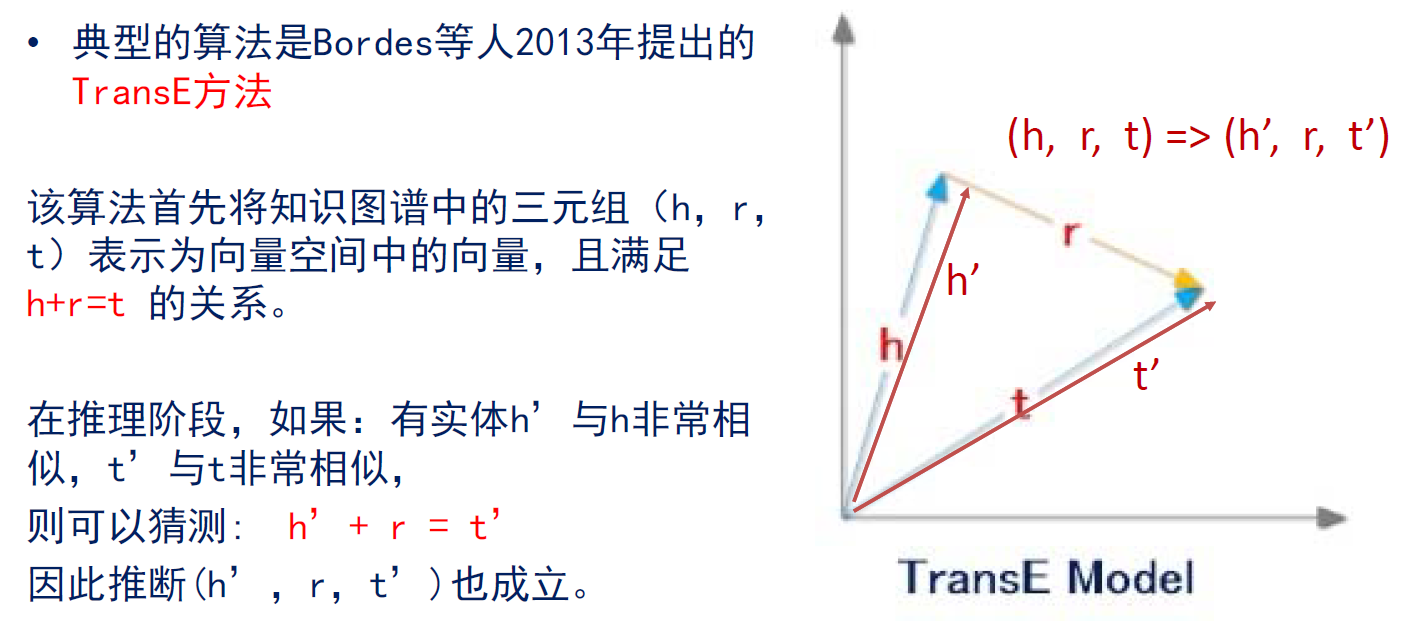 • 典型的算法是Bordes等人2013年提出的
TransE方法
该算法首先将知识图谱中的三元组（h，r，
t）表示为向量空间中的向量，且满足
h+r=t 的关系。
在推理阶段，如果：有实体h’与h非常相
似，t’与t非常相似，
则可以猜测： h’ + r = t’
因此推断(h’，r，t’)也成立。
(h, r, t) => (h’, r, t’)
r
h’
h
t’
t
TransE Model